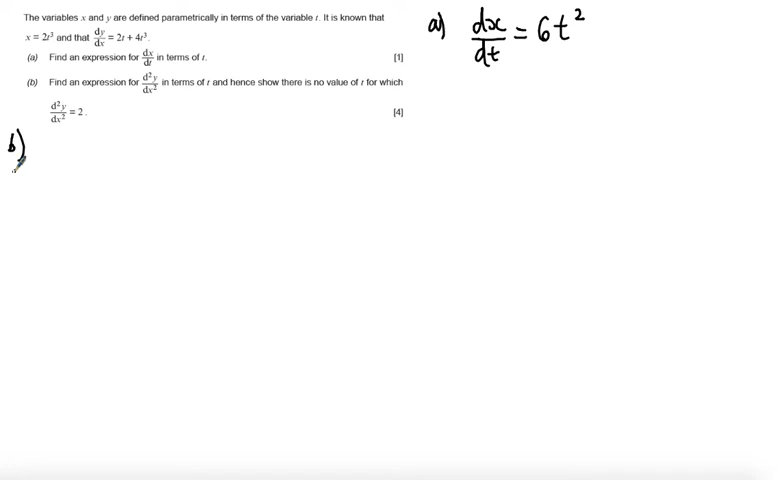 The variables x and y are defined parametrically in terms of the variable t. It is known that
x = 2t³ and that dy/dx = 2t + 4t³.
(a) Find an expression for dx/dt in terms of t. [1]
(b) Find an expression for d²y/dx² in terms of t and hence show there is no value of t for which
d²y/dx² = 2. [4]
a) dx/dt = 6t²
b)